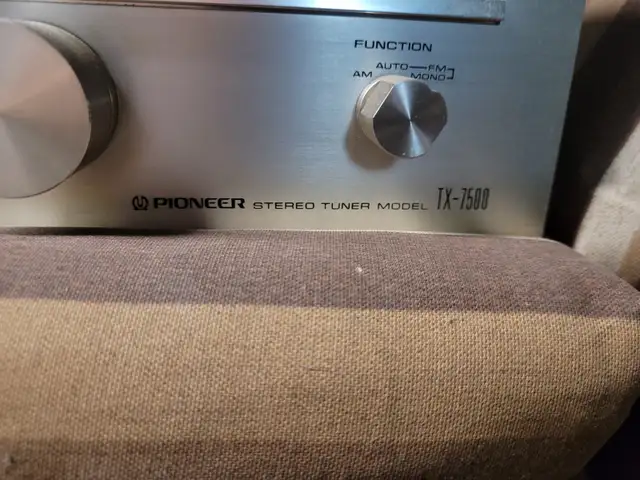 FUNCTION
AUTO FM
AM MONO
PIONEER STEREO TUNER MODEL TX-7500